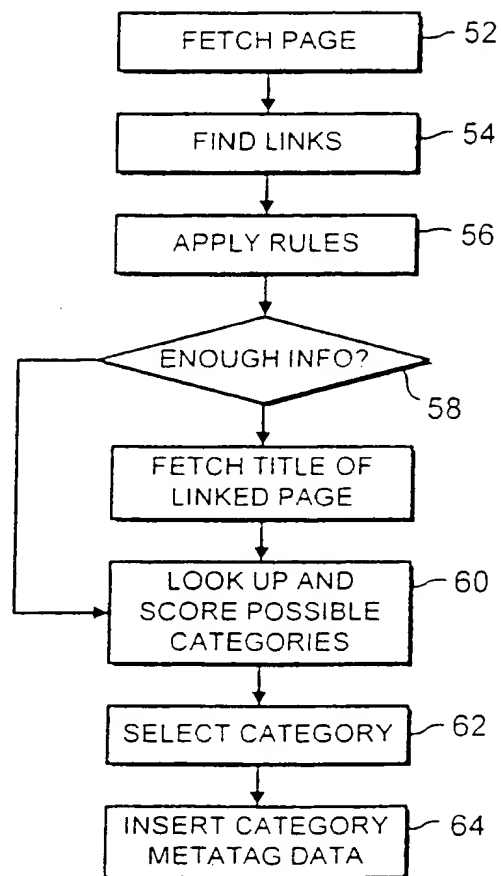 FETCH PAGE
52
FIND LINKS
54
APPLY RULES
56
ENOUGH INFO?
58
FETCH TITLE OF
LINKED PAGE
LOOK UP AND
SCORE POSSIBLE
CATEGORIES
60
SELECT CATEGORY
62
INSERT CATEGORY
METATAG DATA
64